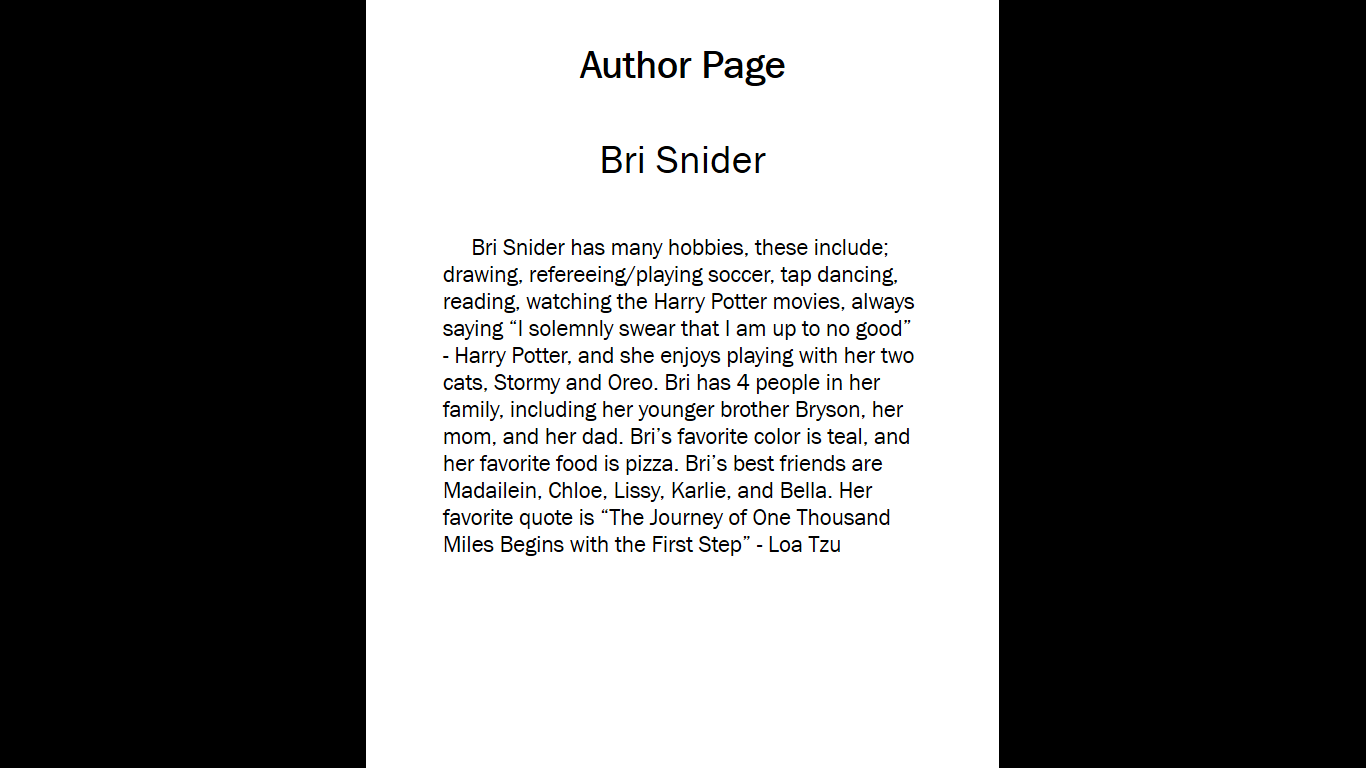 Author Page
Bri Snider
Bri Snider has many hobbies, these include;
drawing, refereeing/playing soccer, tap dancing,
reading, watching the Harry Potter movies, always
saying “I solemnly swear that I am up to no good”
- Harry Potter, and she enjoys playing with her two
cats, Stormy and Oreo. Bri has 4 people in her
family, including her younger brother Bryson, her
mom, and her dad. Bri’s favorite color is teal, and
her favorite food is pizza. Bri’s best friends are
Madailein, Chloe, Lissy, Karlie, and Bella. Her
favorite quote is “The Journey of One Thousand
Miles Begins with the First Step” - Loa Tzu